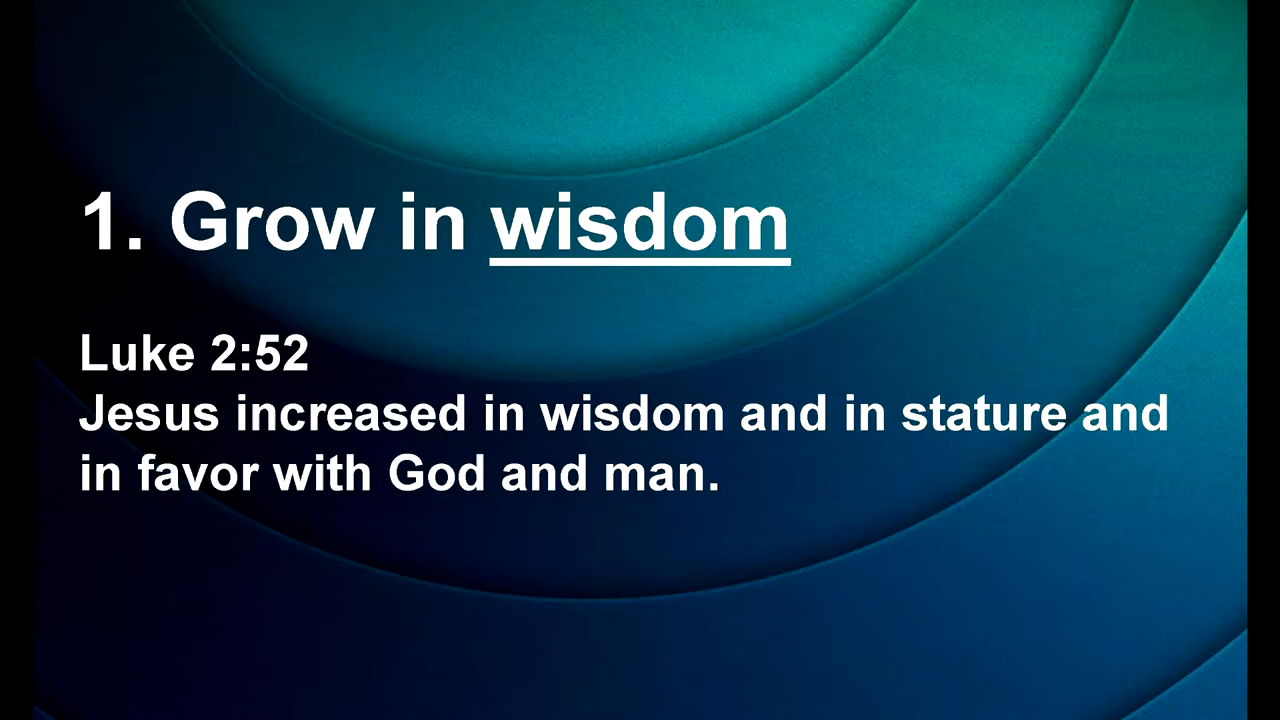 1. Grow in wisdom
Luke 2:52
Jesus increased in wisdom and in stature and
in favor with God and man.